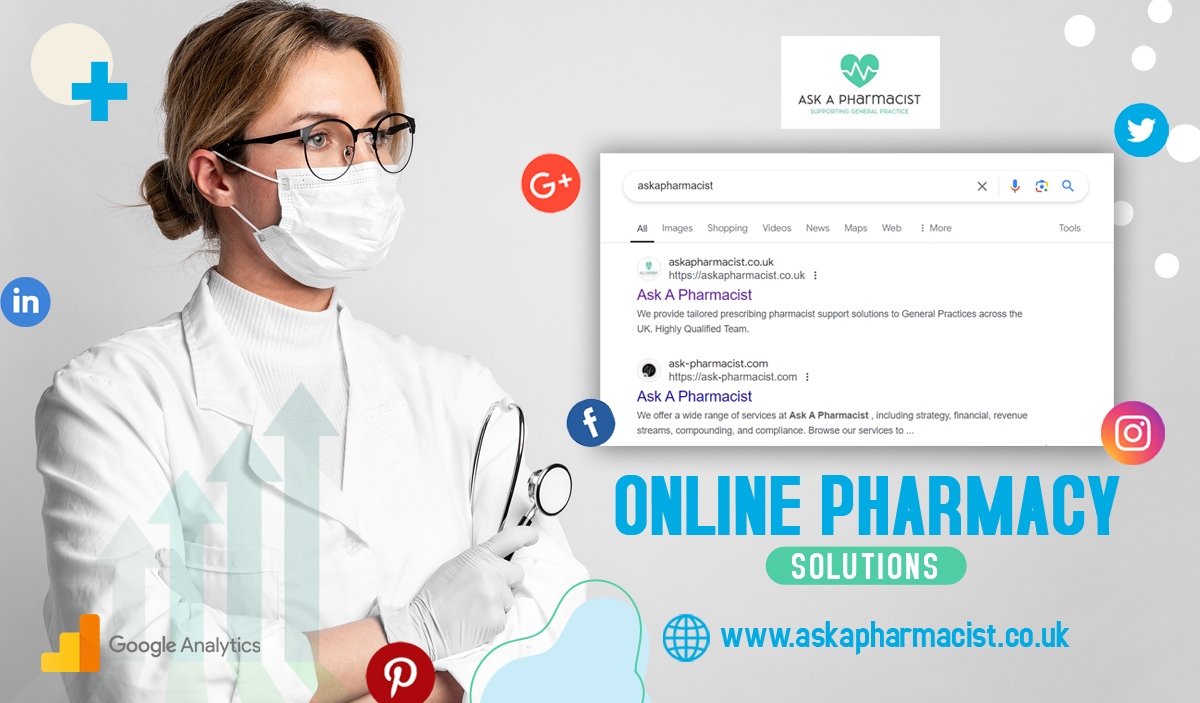 ASK A PHarmacist
SUPPORTING GENERAL PRACTICE
G+
askapharmacist
All Images Shopping Videos News Maps Web More Tools
askapharmacist.co.uk
https://askapharmacist.co.uk
Ask A Pharmacist
We provide tailored prescribing pharmacist support solutions to General Practices across the
UK. Highly Qualified Team.
ask-pharmacist.com
https://ask-pharmacist.com
Ask A Pharmacist
We offer a wide range of services at Ask A Pharmacist , including strategy, financial, revenue
streams, compounding, and compliance. Browse our services to ...
in
f
ONLINE PHARMACY
SOLUTIONS
www.askapharmacist.co.uk
Google Analytics